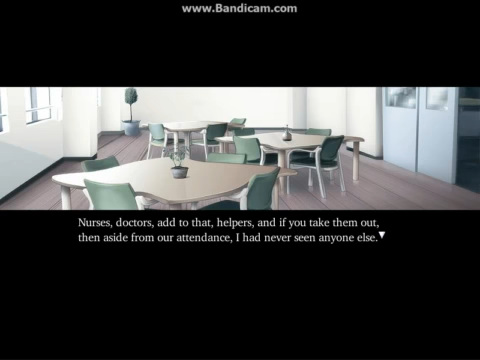 www.Bandicam.com
Nurses, doctors, add to that, helpers, and if you take them out,
then aside from our attendance, I had never seen anyone else.